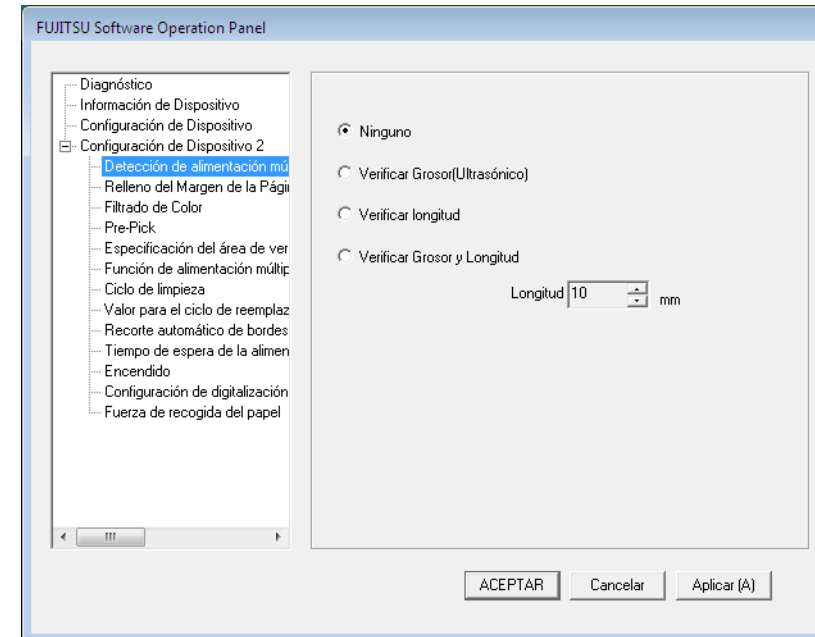 FUJITSU Software Operation Panel
Diagnóstico
Información de Dispositivo
Configuración de Dispositivo
Configuración de Dispositivo 2
Detección de alimentación mú
Relleno del Margen de la Pági
Filtrado de Color
Pre-Pick
Especificación del área de ver
Función de alimentación múltip
Ciclo de limpieza
Valor para el ciclo de reemplaz
Recorte automático de bordes
Tiempo de espera de la alimen
Encendido
Configuración de digitalización
Fuerza de recogida del papel
Ninguno
Verificar Grosor(Ultrasónico)
Verificar longitud
Verificar Grosor y Longitud
Longitud 10 mm
ACEPTAR Cancelar Aplicar (A)